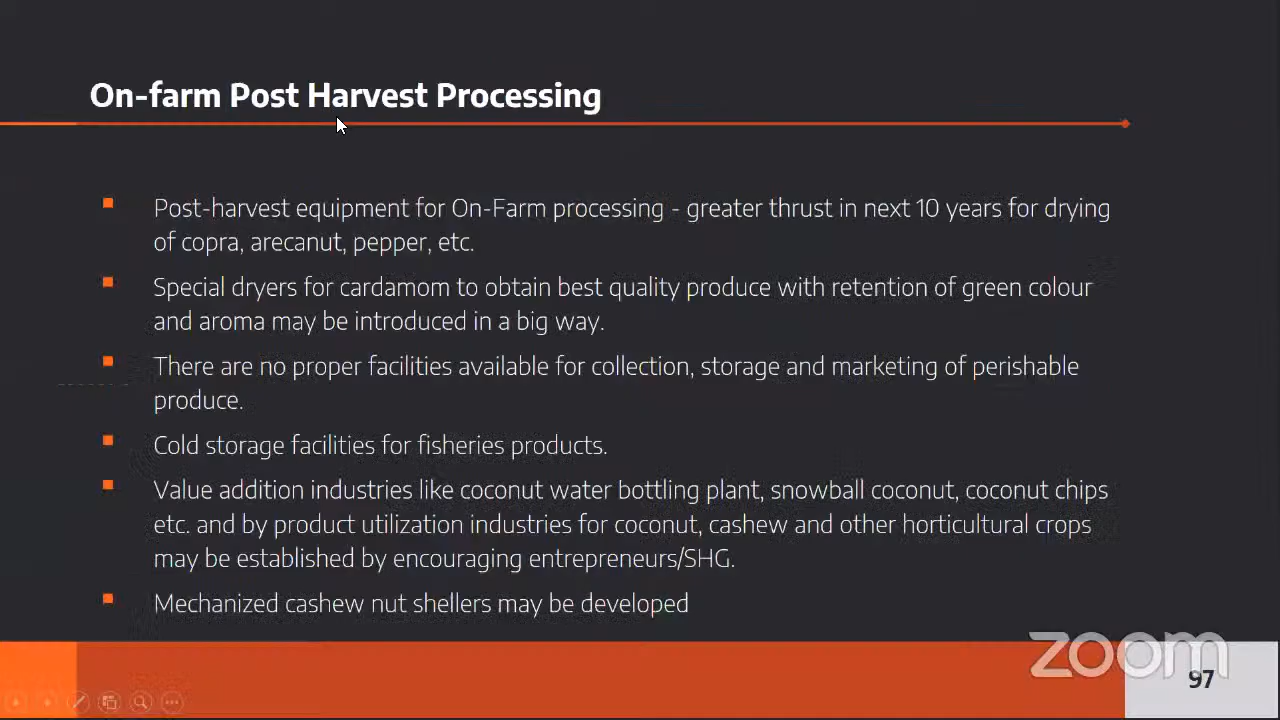 On-farm Post Harvest Processing
Post-harvest equipment for On-Farm processing - greater thrust in next 10 years for drying
of copra, arecanut, pepper, etc.
Special dryers for cardamom to obtain best quality produce with retention of green colour
and aroma may be introduced in a big way.
There are no proper facilities available for collection, storage and marketing of perishable
produce.
Cold storage facilities for fisheries products.
Value addition industries like coconut water bottling plant, snowball coconut, coconut chips
etc. and by product utilization industries for coconut, cashew and other horticultural crops
may be established by encouraging entrepreneurs/SHG.
Mechanized cashew nut shellers may be developed
zoom
97